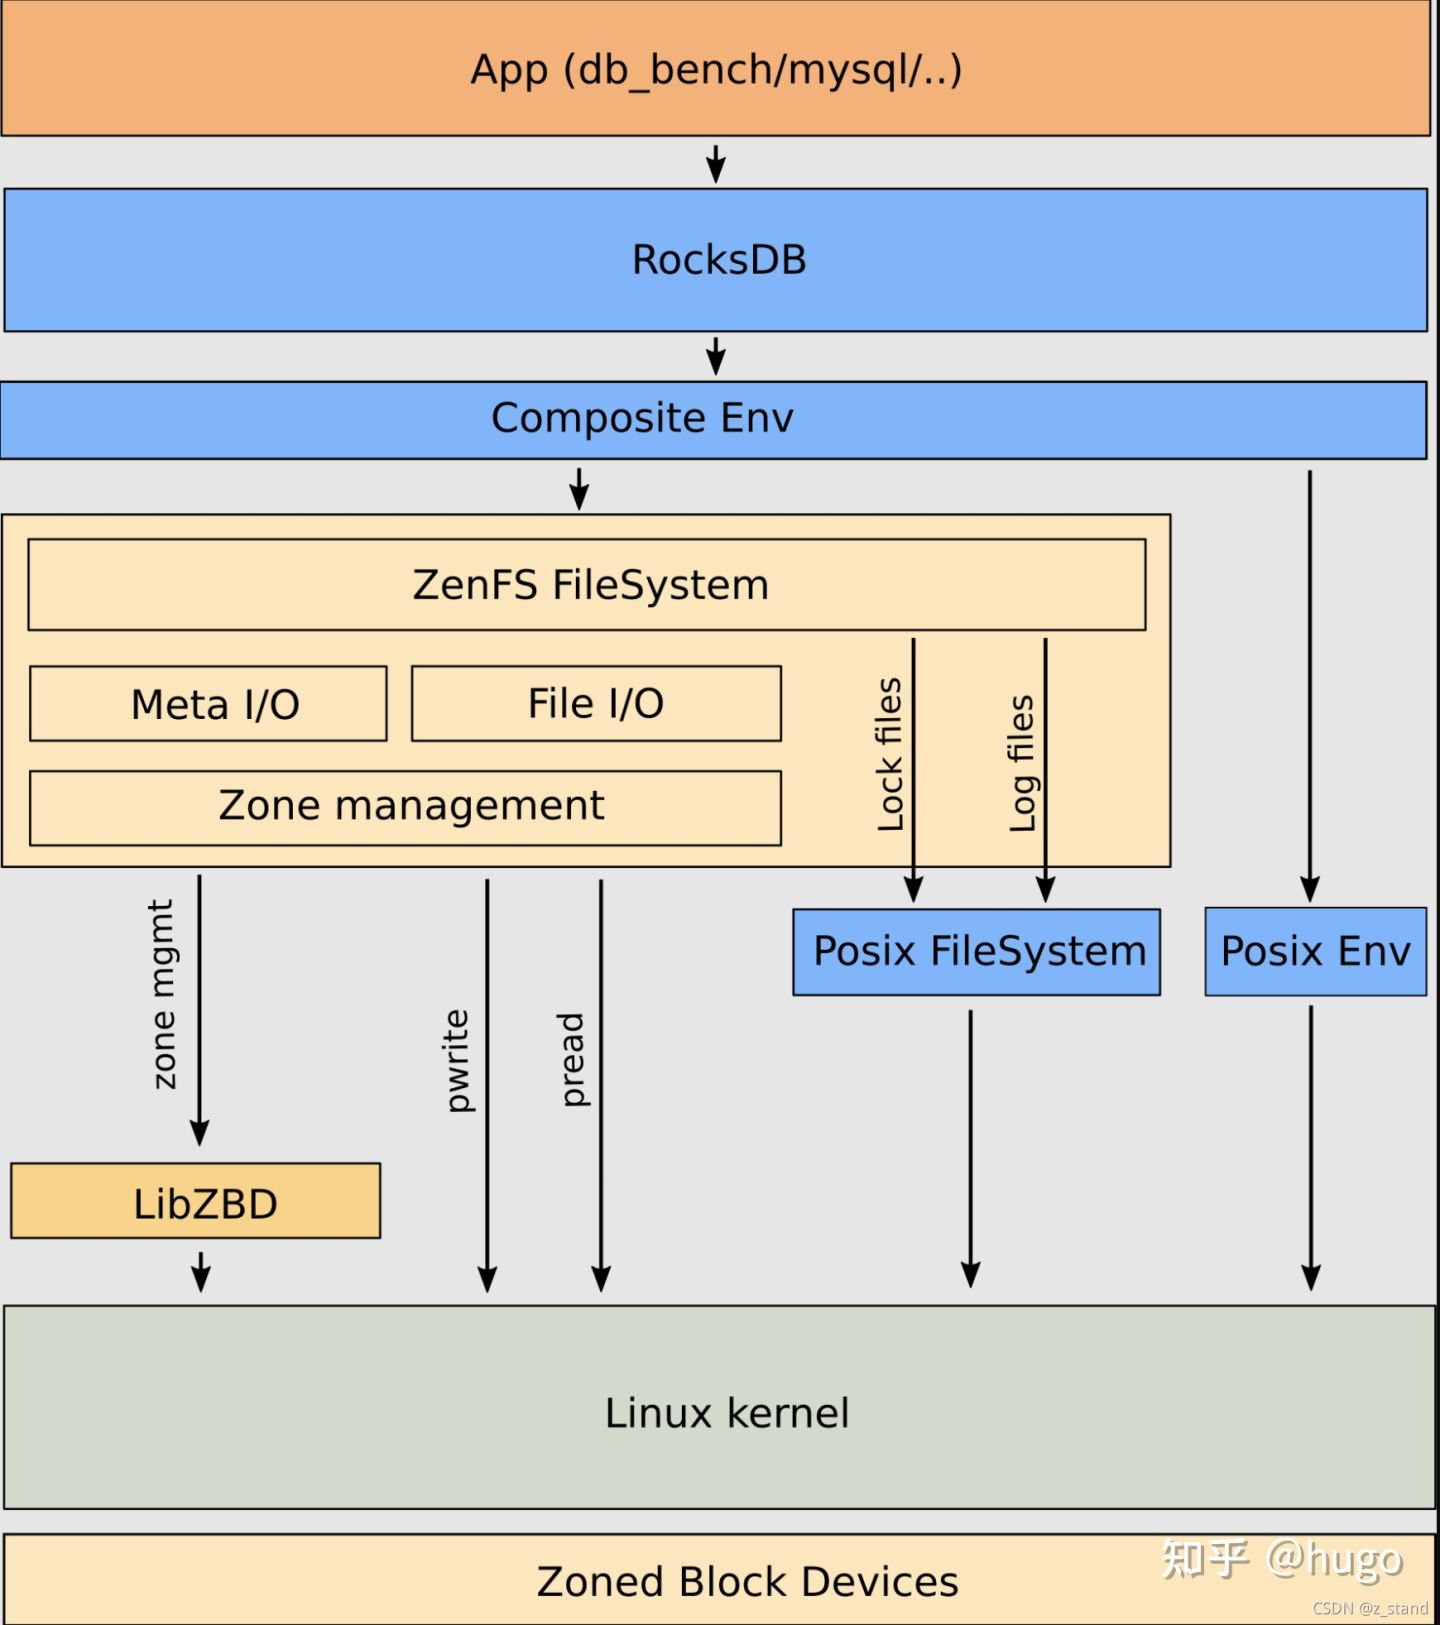 App (db_bench/mysql/..)
RocksDB
Composite Env
ZenFS FileSystem
Meta I/O
File I/O
Lock files
Log files
Zone management
zone mgmt
pwrite
pread
Posix FileSystem
Posix Env
LibZBD
Linux kernel
Zoned Block Devices
知乎 @hugo
CSDN @z_stand